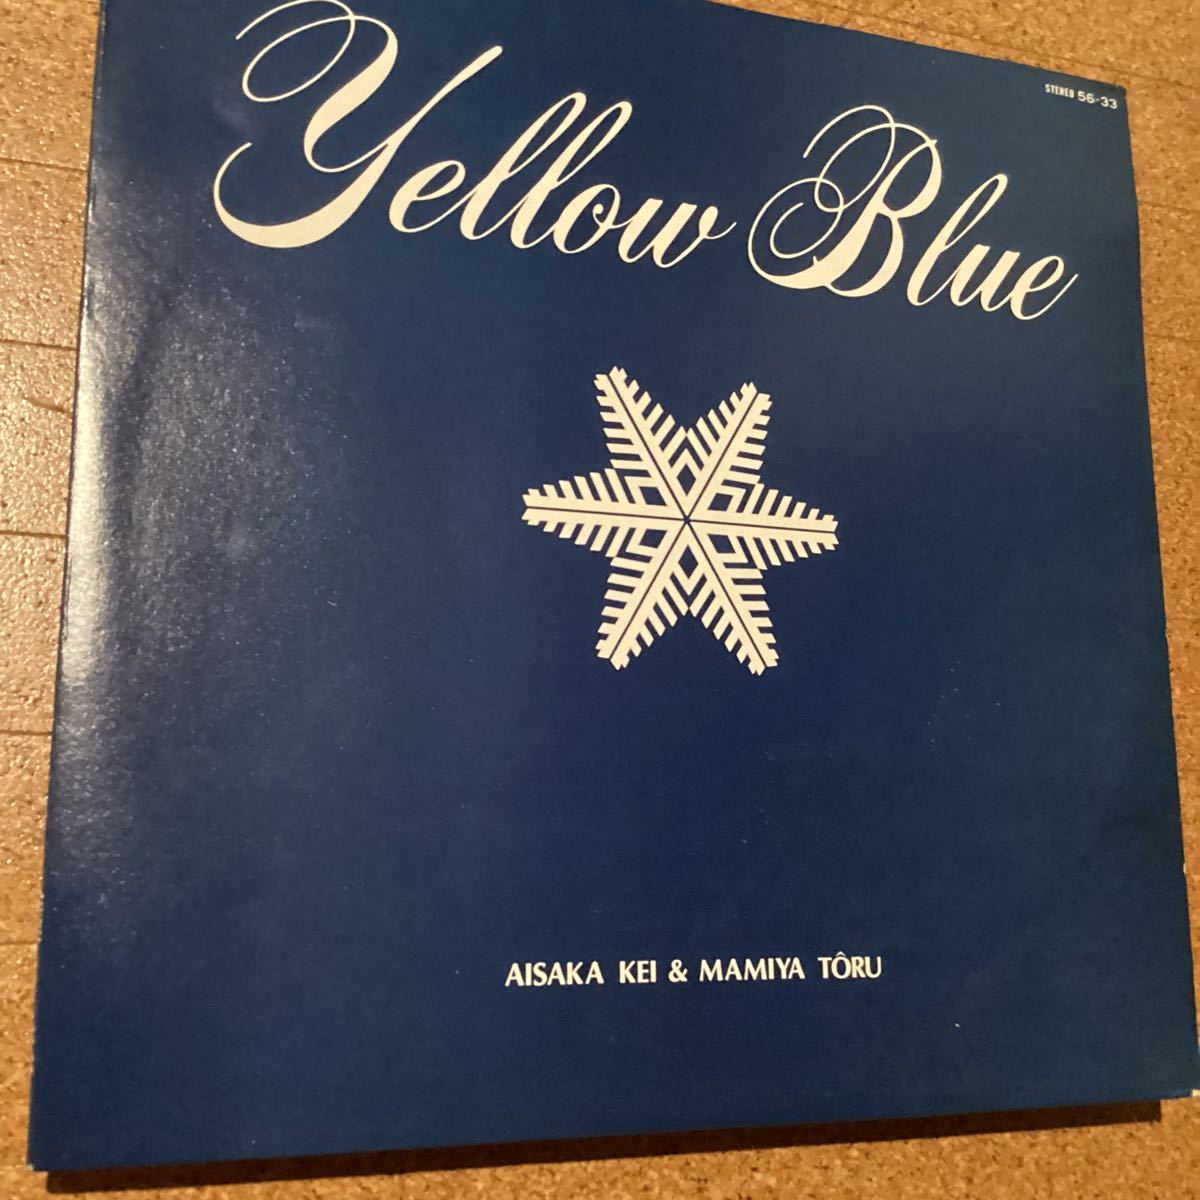 STEREO 56-33
Yellow Blue
AISAKA KEI & MAMIYA TÔRU